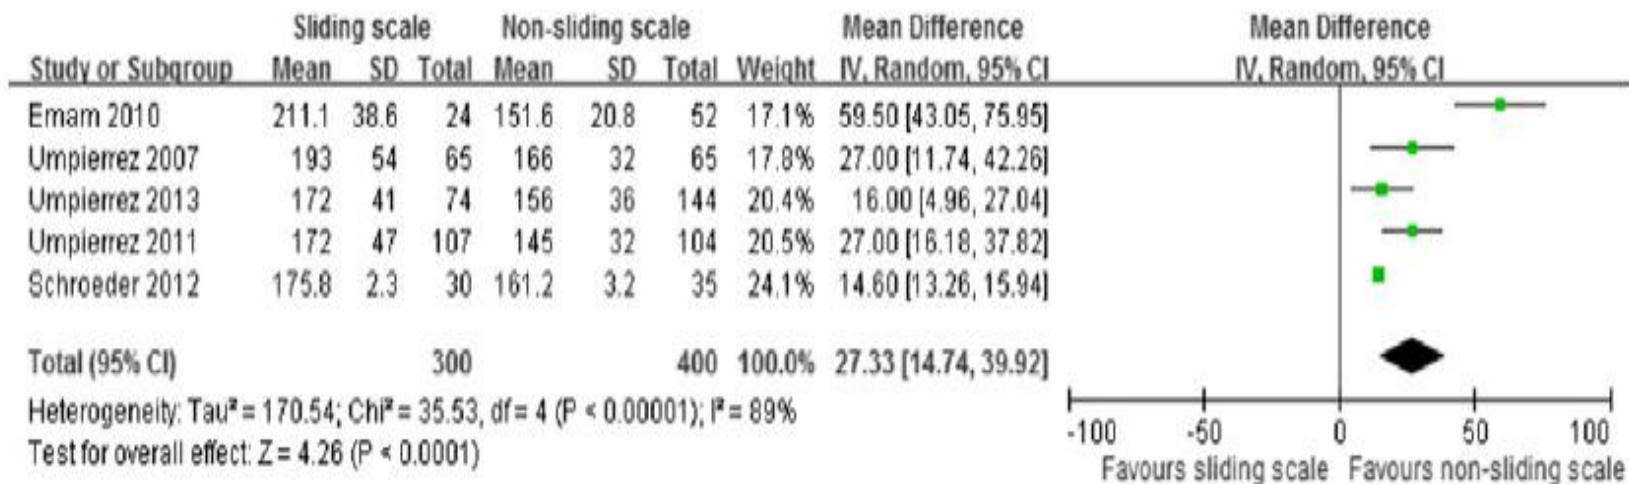 Sliding scale Non-sliding scale Mean Difference Mean Difference
Study or Subgroup Mean SD Total Mean SD Total Weight IV, Random, 95% CI IV, Random, 95% CI
Emam 2010 211.1 38.6 24 151.6 20.8 52 17.1% 59.50 [43.05, 75.95]
Umpierrez 2007 193 54 65 166 32 65 17.8% 27.00 [11.74, 42.26]
Umpierrez 2013 172 41 74 156 36 144 20.4% 16.00 [4.96, 27.04]
Umpierrez 2011 172 47 107 145 32 104 20.5% 27.00 [16.18, 37.82]
Schroeder 2012 175.8 2.3 30 161.2 3.2 35 24.1% 14.60 [13.26, 15.94]
Total (95% CI) 300 400 100.0% 27.33 [14.74, 39.92]
Heterogeneity: Tau² = 170.54; Chi² = 35.53, df = 4 (P < 0.00001); I² = 89%
Test for overall effect: Z = 4.26 (P < 0.0001)
-100 -50 0 50 100
Favours sliding scale Favours non-sliding scale